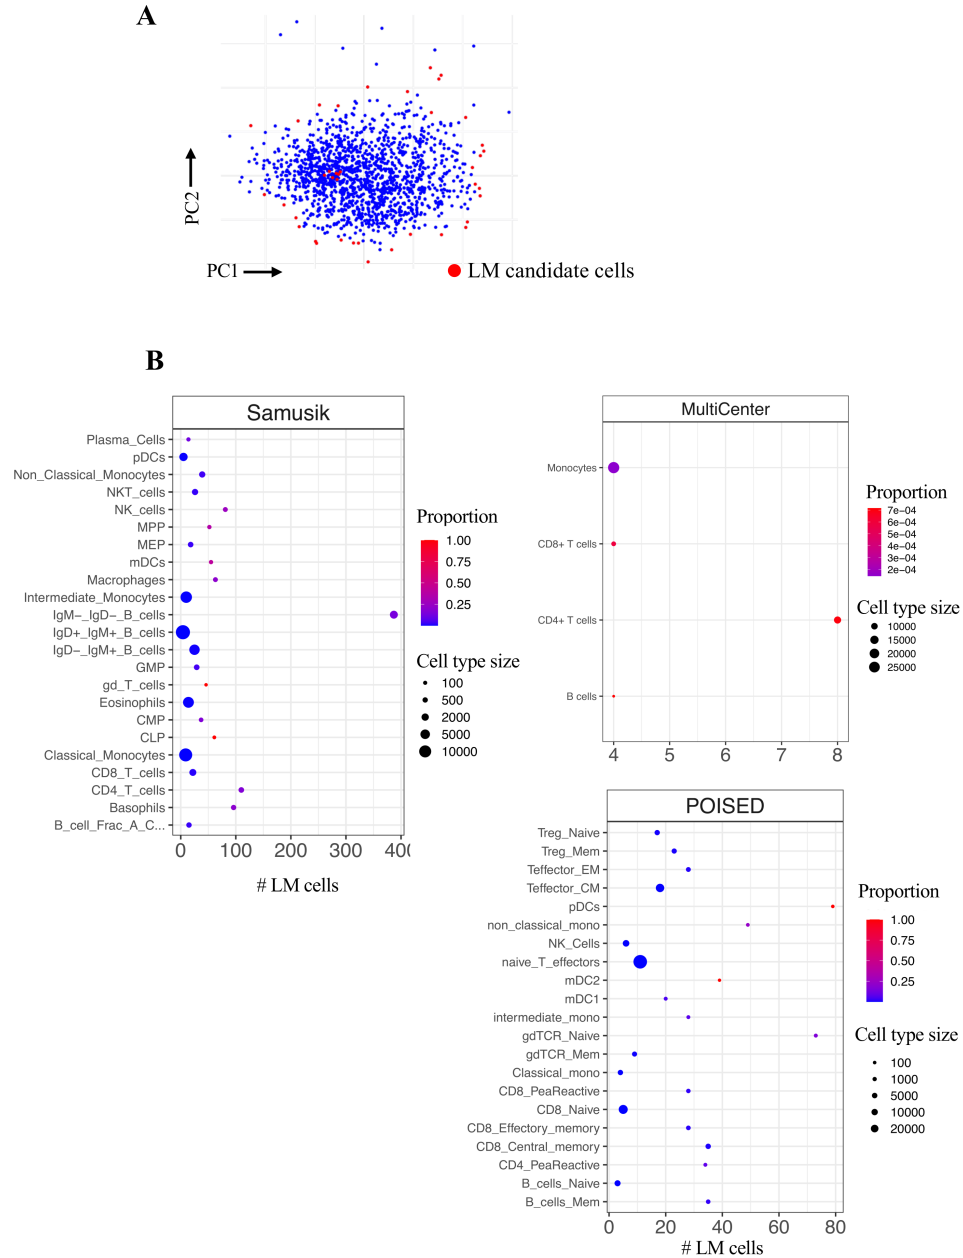 A
PC2
PC1
LM candidate cells
B
Samusik
Plasma_Cells
pDCs
Non_Classical_Monocytes
NKT_cells
NK_cells
MPP
MEP
mDCs
Macrophages
Intermediate_Monocytes
IgM-_IgD-_B_cells
IgD+_IgM+_B_cells
IgD-_IgM+_B_cells
GMP
gd_T_cells
Eosinophils
CMP
CLP
Classical_Monocytes
CD8_T_cells
CD4_T_cells
Basophils
B_cell_Frac_A_C...
0 100 200 300 400
# LM cells
Proportion
1.00
0.75
0.50
0.25
Cell type size
100
500
2000
5000
10000
MultiCenter
Monocytes
CD8+ T cells
CD4+ T cells
B cells
4 5 6 7 8
Proportion
7e-04
6e-04
5e-04
4e-04
3e-04
2e-04
Cell type size
10000
15000
20000
25000
POISED
Treg_Naive
Treg_Mem
Teffector_EM
Teffector_CM
pDCs
non_classical_mono
NK_Cells
naive_T_effectors
mDC2
mDC1
intermediate_mono
gdTCR_Naive
gdTCR_Mem
Classical_mono
CD8_PeaReactive
CD8_Naive
CD8_Effectory_memory
CD8_Central_memory
CD4_PeaReactive
B_cells_Naive
B_cells_Mem
0 20 40 60 80
# LM cells
Proportion
1.00
0.75
0.50
0.25
Cell type size
100
1000
5000
10000
20000